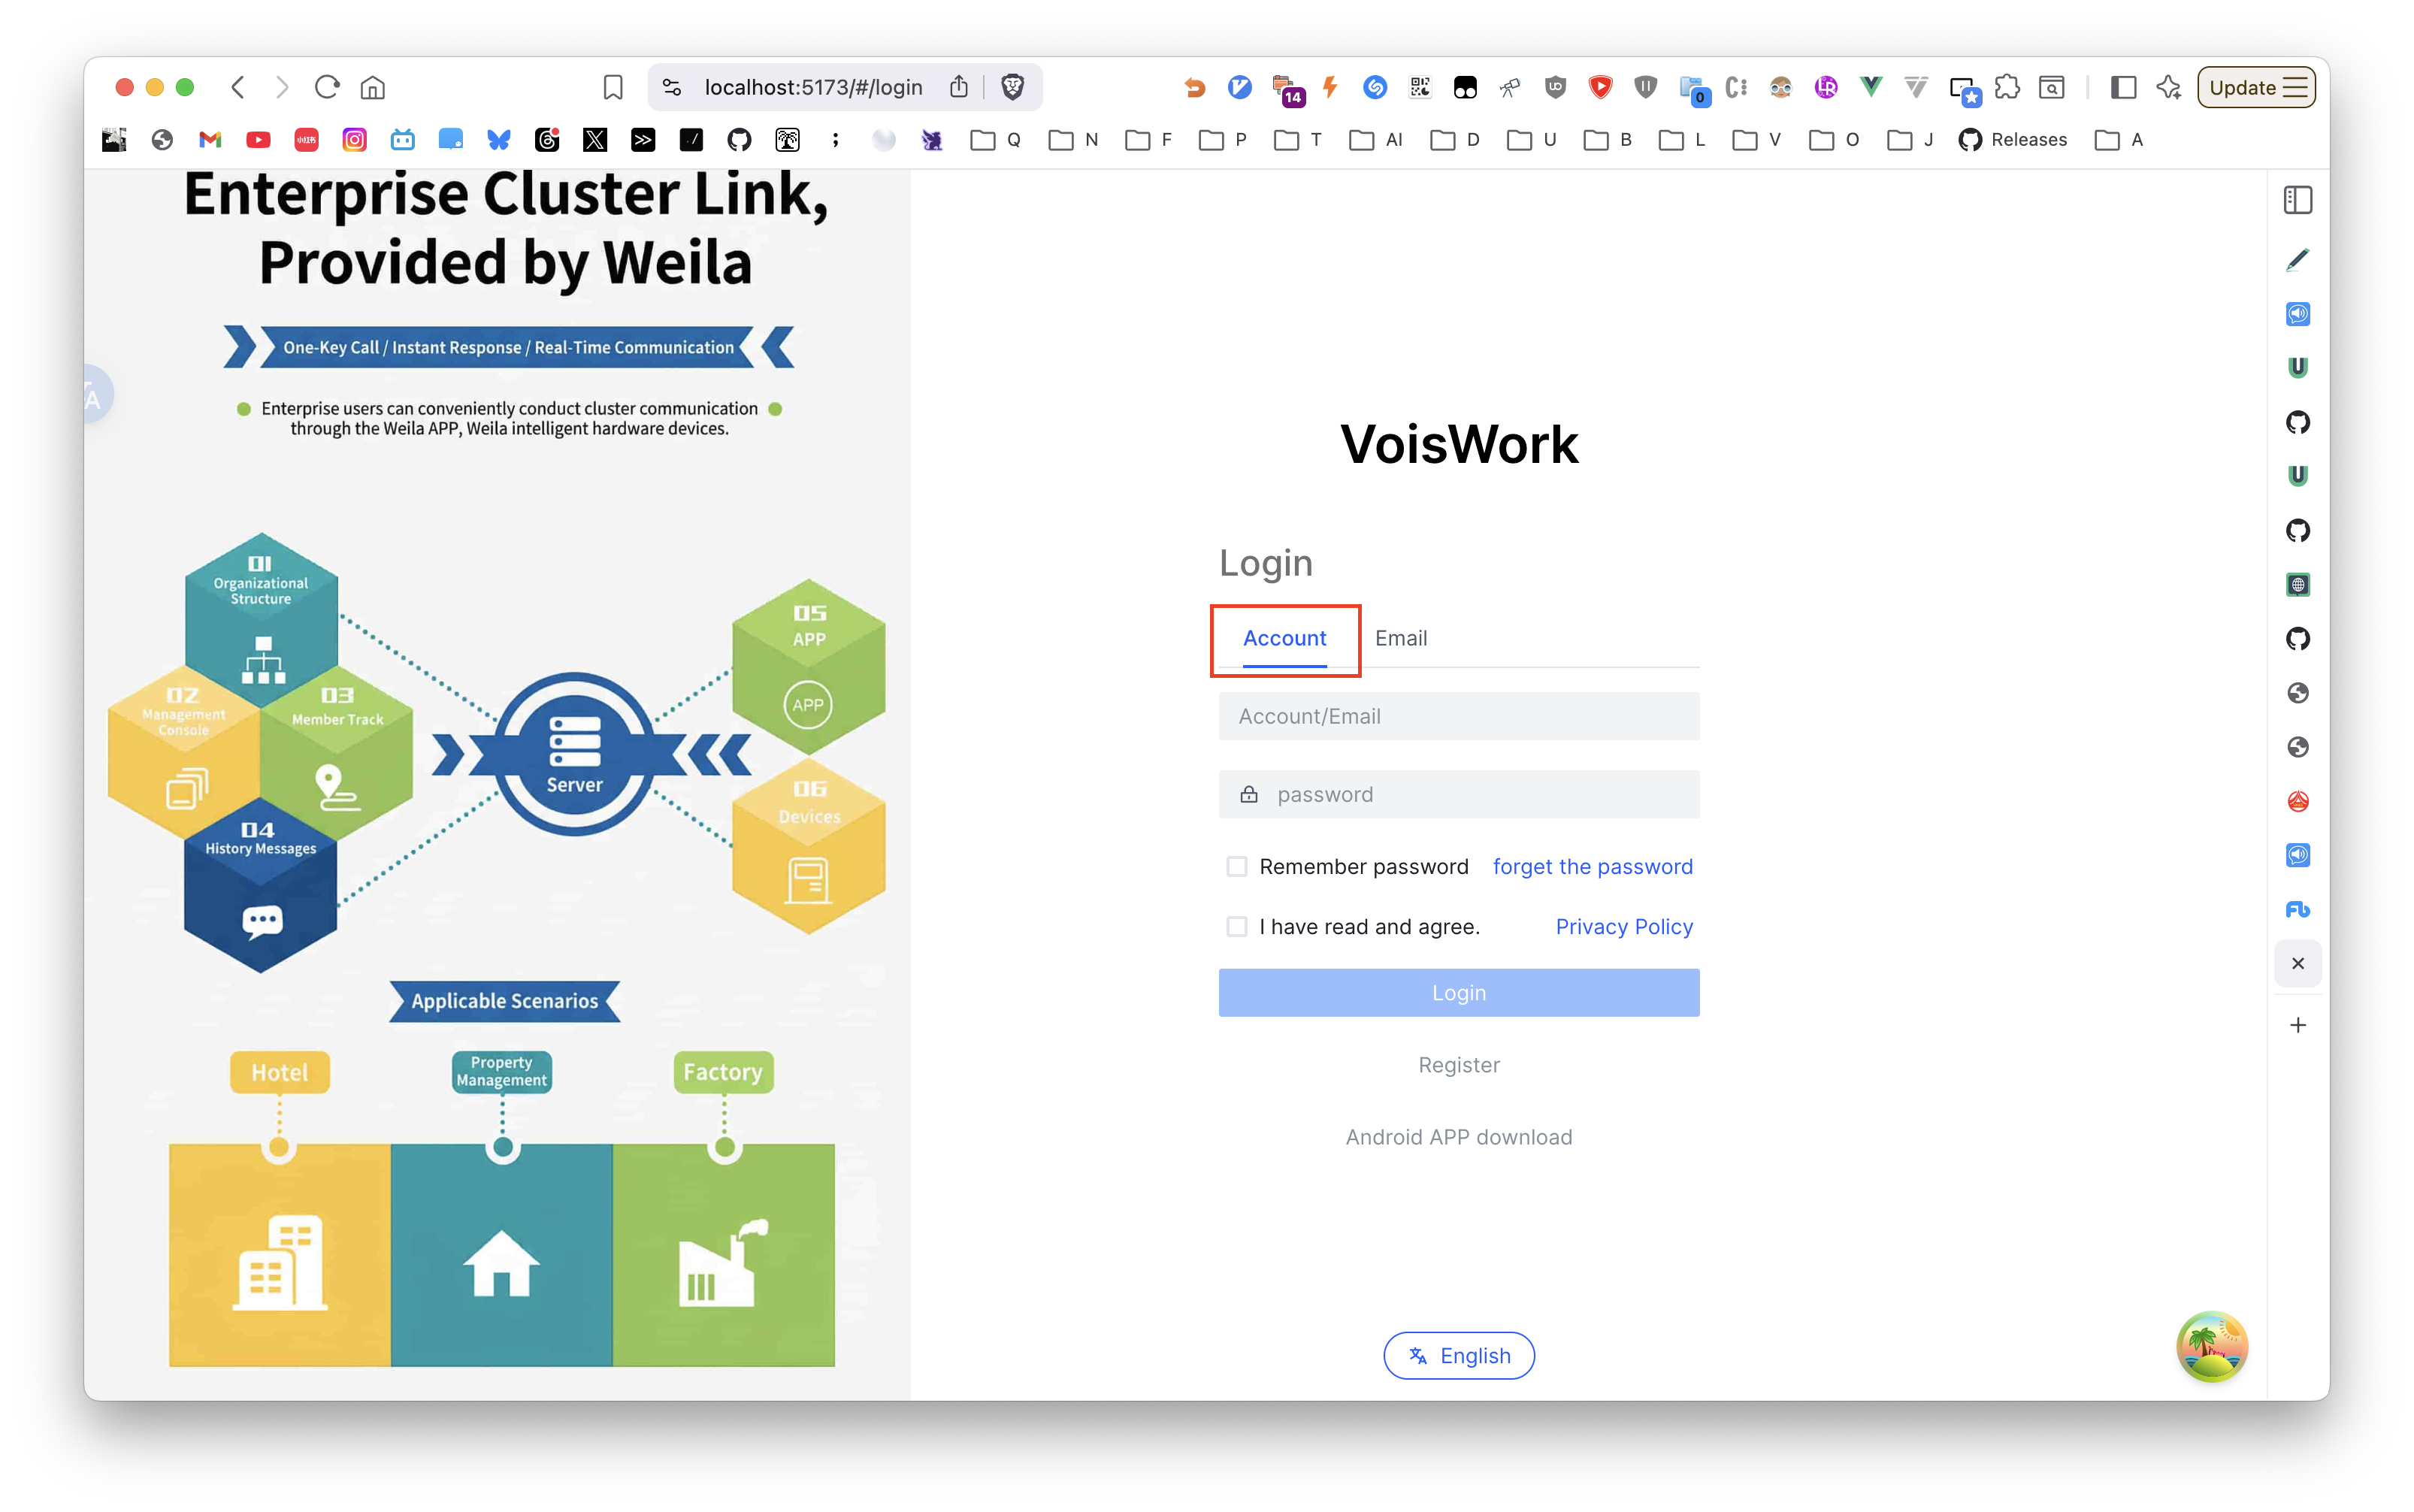 localhost:5173/#/login
14
0
Update
Q
N
F
P
T
AI
D
U
B
L
V
O
J
Releases
A
Enterprise Cluster Link,
Provided by Weila
One-Key Call / Instant Response / Real-Time Communication
Enterprise users can conveniently conduct cluster communication
through the Weila APP, Weila intelligent hardware devices.
01
Organizational
Structure
02
Management
Console
03
Member Track
04
History Messages
Server
05
APP
APP
06
Devices
Applicable Scenarios
Hotel
Property
Management
Factory
VoisWork
Login
Account
Email
Account/Email
password
Remember password
forget the password
I have read and agree.
Privacy Policy
Login
Register
Android APP download
English